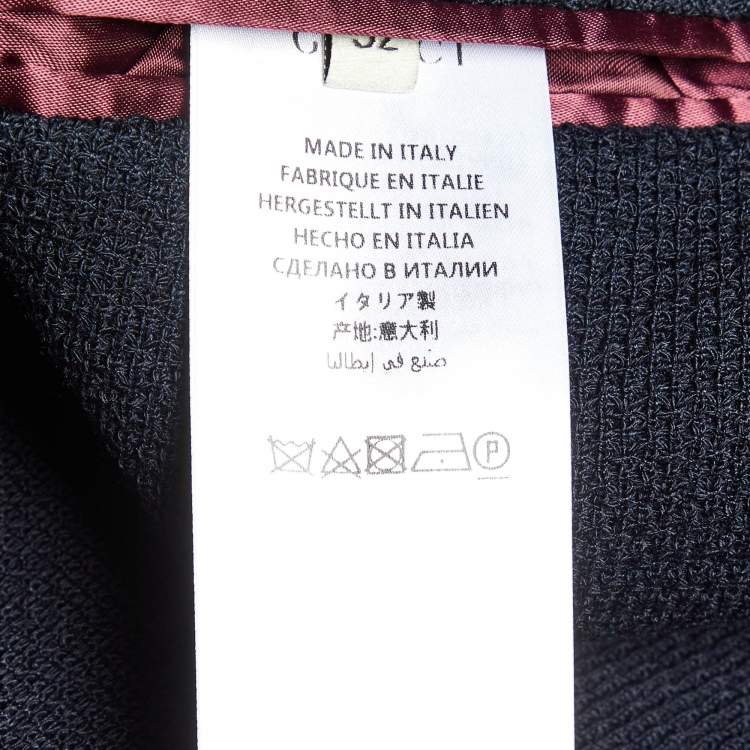 52
MADE IN ITALY
FABRIQUE EN ITALIE
HERGESTELLT IN ITALIEN
HECHO EN ITALIA
СДЕЛАНО В ИТАЛИИ
イタリア製
产地:意大利
صنع في إيطاليا
P